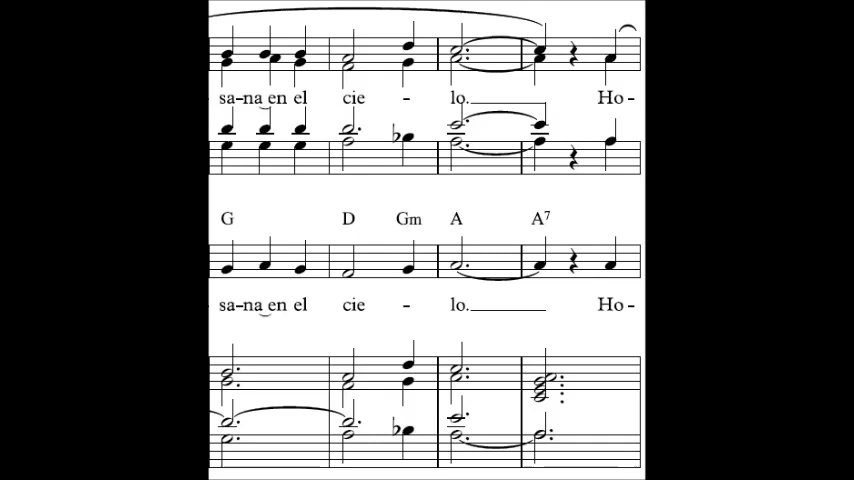 sa-na en el cie - lo. Ho-
G D Gm A A7
sa-na en el cie - lo. Ho-